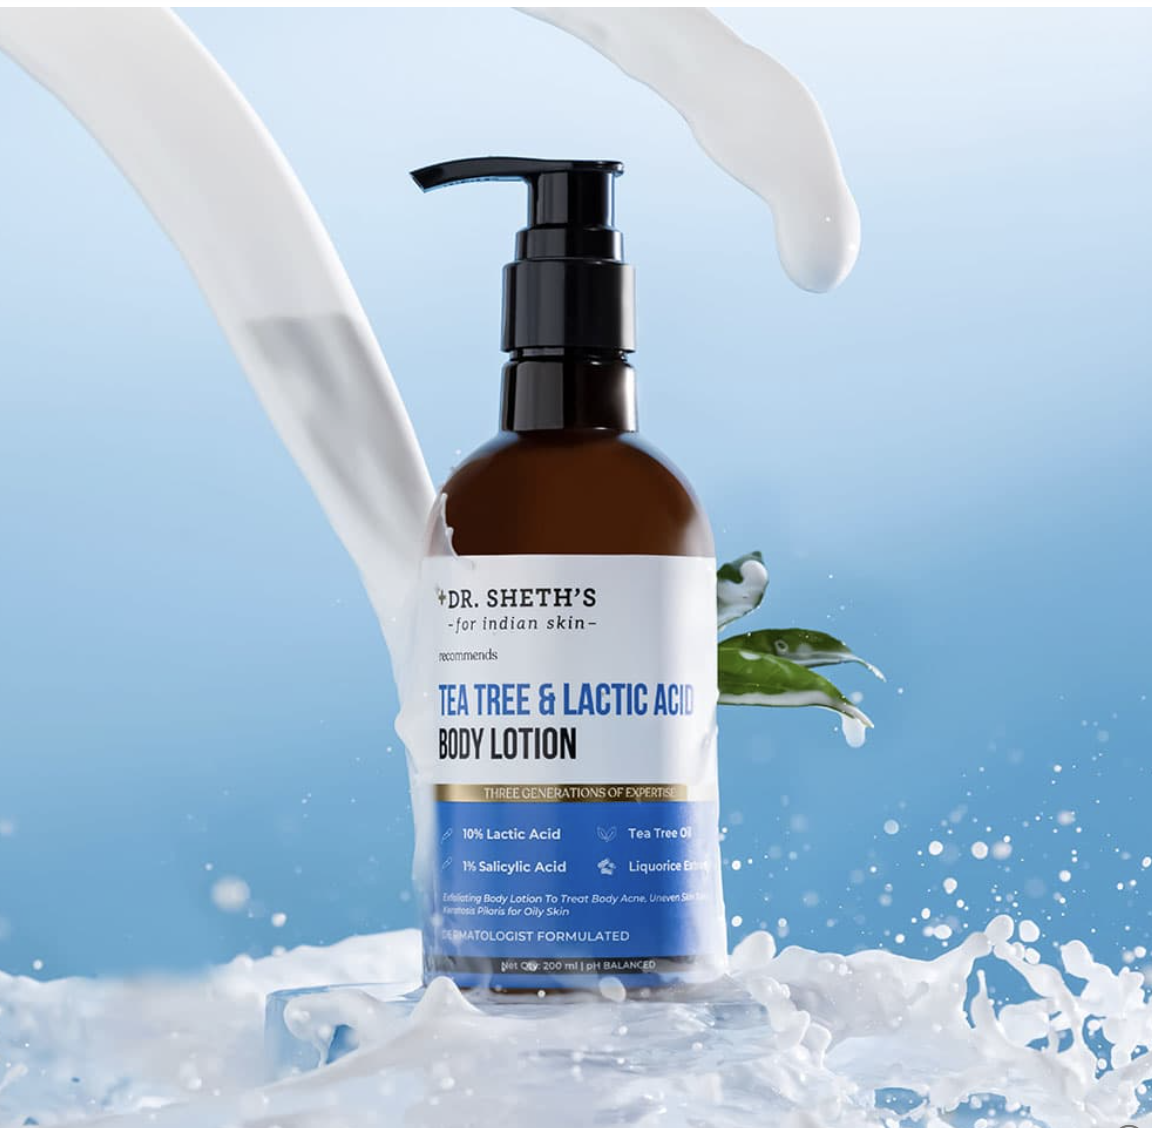 DR. SHETH'S
-for indian skin-
recommends
TEA TREE & LACTIC ACID
BODY LOTION
THREE GENERATIONS OF EXPERTISE
10% Lactic Acid
Tea Tree Oil
1% Salicylic Acid
Liquorice
Exfoliating Body Lotion To Treat Body Acne, Uneven Skin
Keratosis Pilaris for Oily Skin
DERMATOLOGIST FORMULATED
Net Qty: 200 ml | pH BALANCED